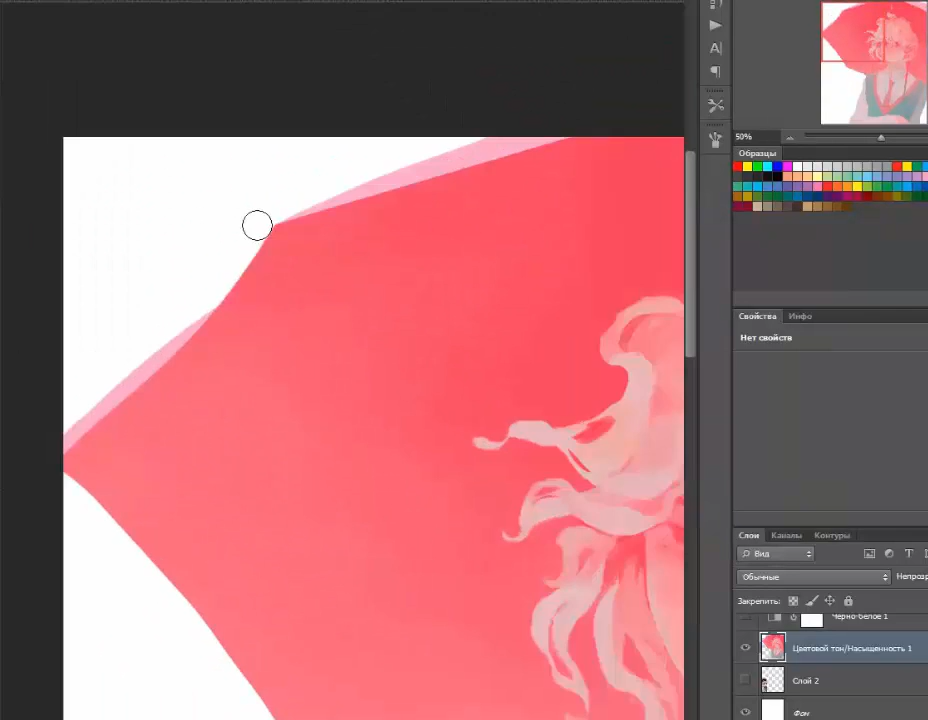 50%
Образцы
Свойства
Инфо
Нет свойств
Слои
Каналы
Контуры
Вид
Обычные
Непроз
Закрепить:
Черно-белое 1
Цветовой тон/Насыщенность 1
Слой 2
Фон